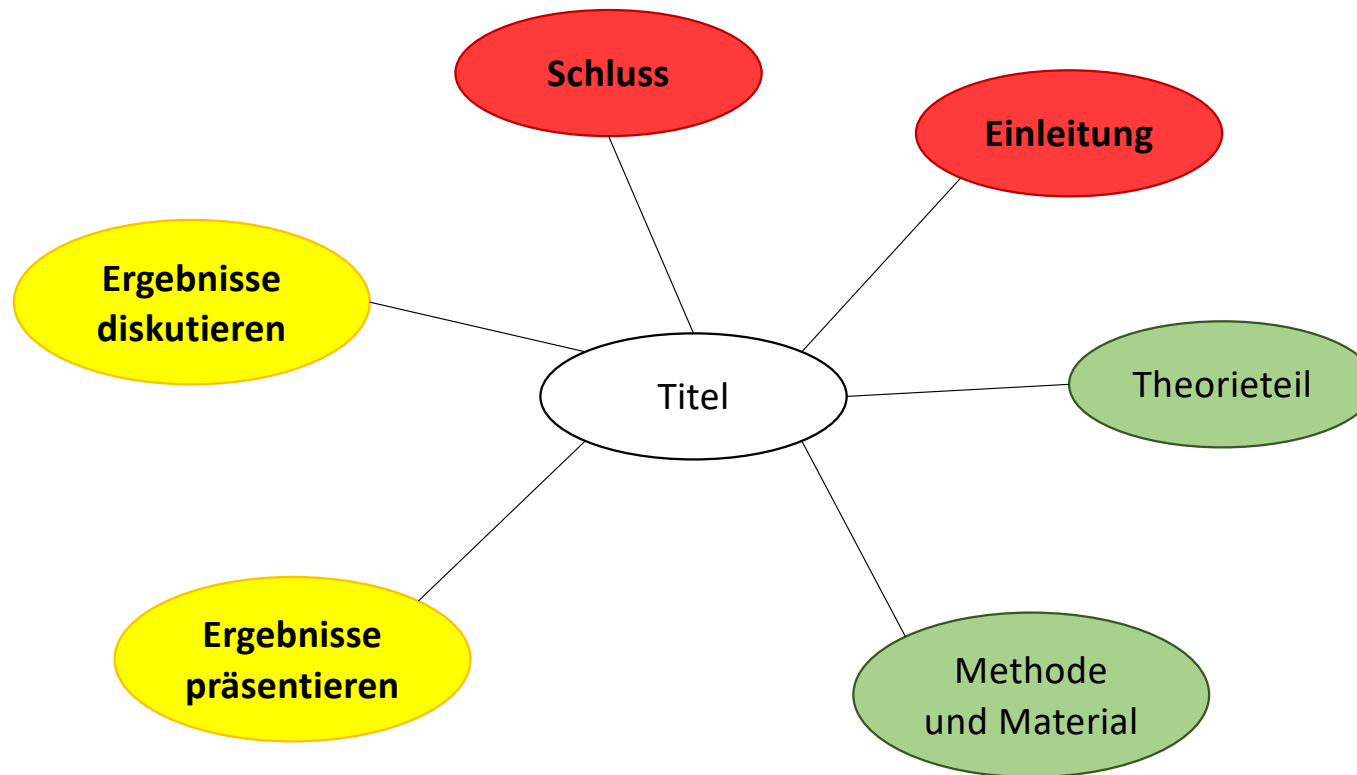 Schluss
Einleitung
Ergebnisse
diskutieren
Titel
Theorieteil
Ergebnisse
präsentieren
Methode
und Material